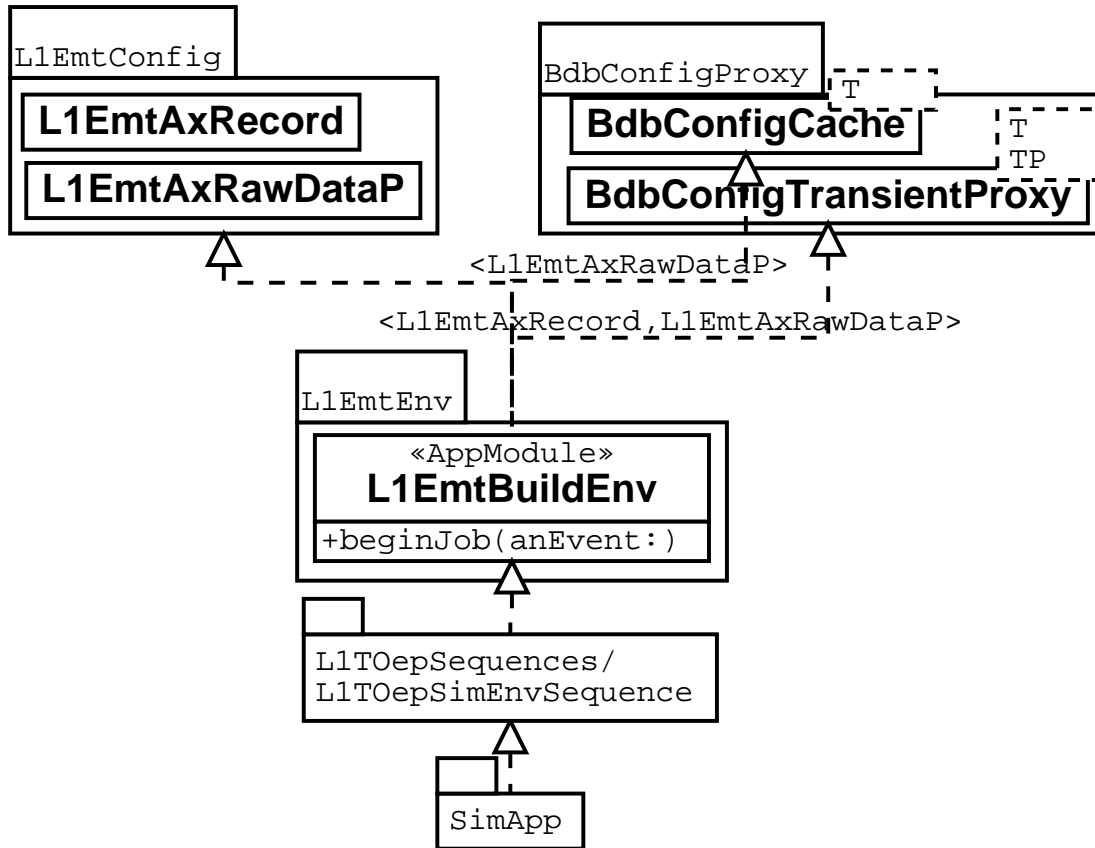 L1EmtConfig
L1EmtAxRecord
L1EmtAxRawDataP
BdbConfigProxy
T
BdbConfigCache
T
TP
BdbConfigTransientProxy
<L1EmtAxRawDataP>
<L1EmtAxRecord,L1EmtAxRawDataP>
L1EmtEnv
«AppModule»
L1EmtBuildEnv
+beginJob(anEvent:)
L1TOepSequences/
L1TOepSimEnvSequence
SimApp